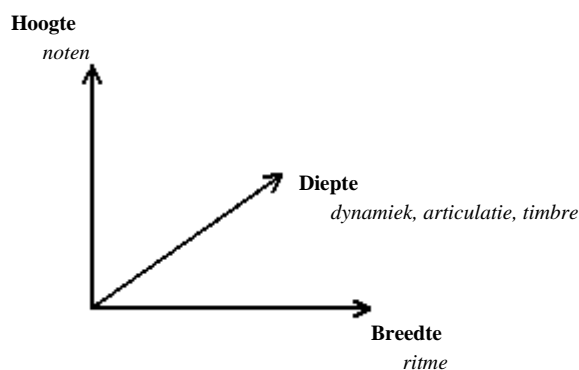 Hoogte
noten
Diepte
dynamiek, articulatie, timbre
Breedte
ritme